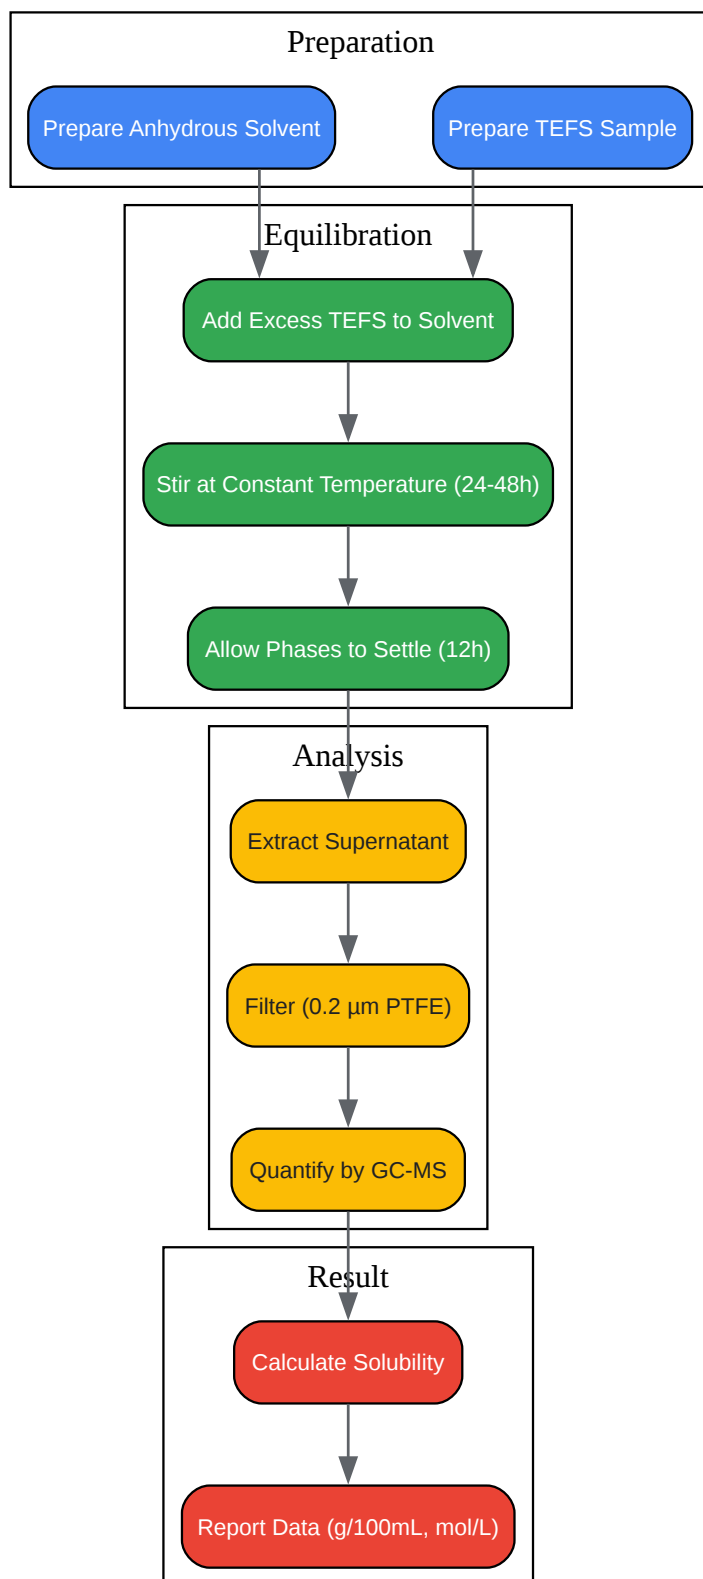 Preparation
Prepare Anhydrous Solvent
Prepare TEFS Sample
Equilibration
Add Excess TEFS to Solvent
Stir at Constant Temperature (24-48h)
Allow Phases to Settle (12h)
Analysis
Extract Supernatant
Filter (0.2 µm PTFE)
Quantify by GC-MS
Result
Calculate Solubility
Report Data (g/100mL, mol/L)